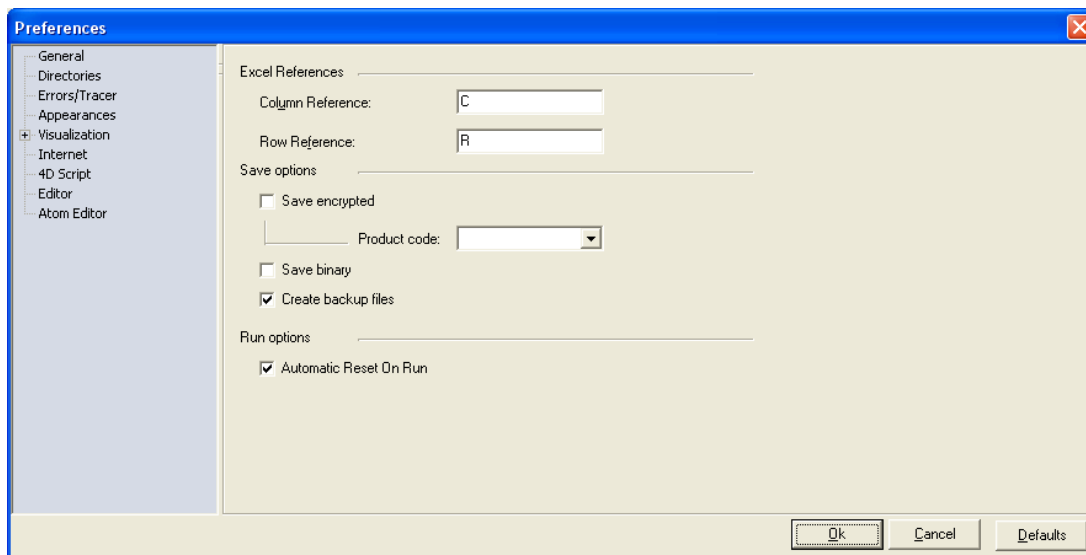 Preferences
General
Directories
Errors/Tracer
Appearances
Visualization
Internet
4D Script
Editor
Atom Editor
Excel References
Column Reference: C
Row Reference: R
Save options
Save encrypted
Product code:
Save binary
Create backup files
Run options
Automatic Reset On Run
Ok Cancel Defaults